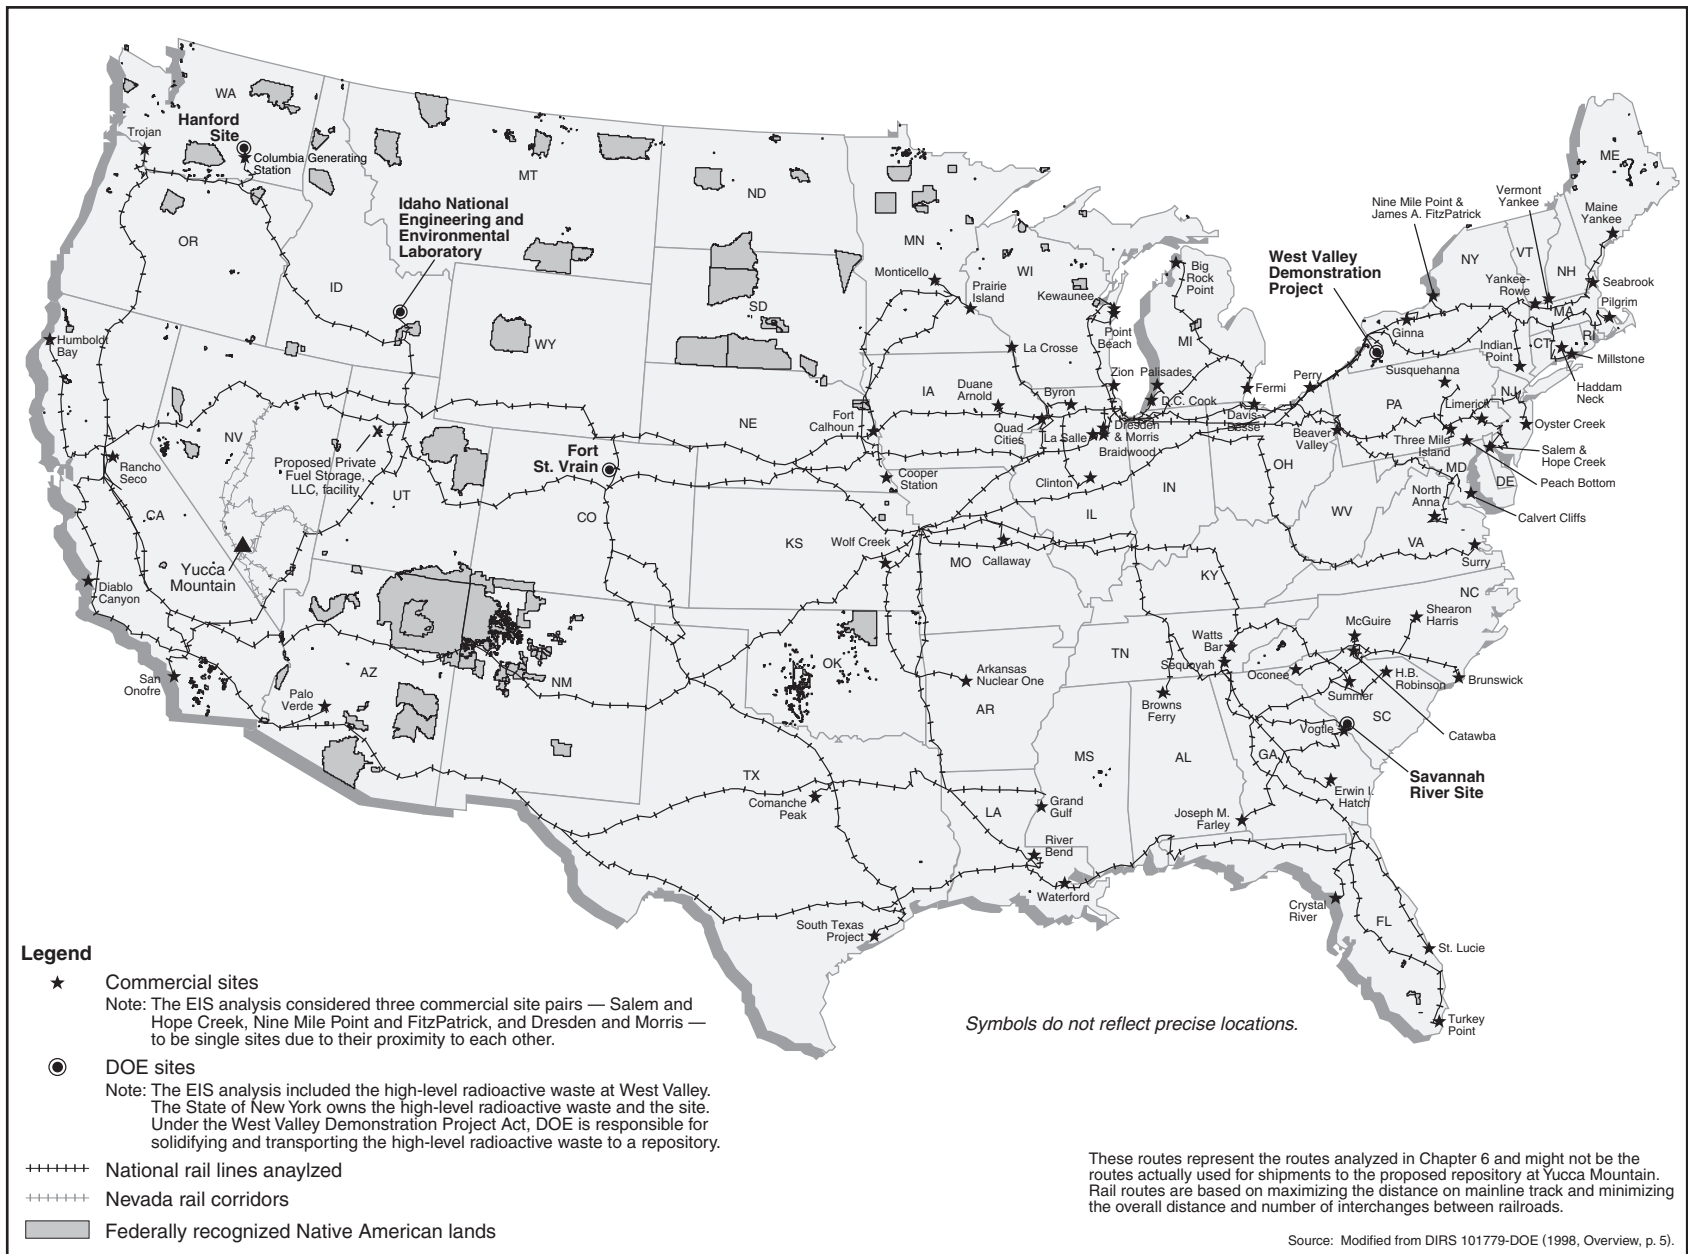 WA
Hanford
Site
Trojan
Columbia Generating
Station
MT
ND
OR
Idaho National
Engineering and
Environmental
Laboratory
ID
MN
Monticello
WI
Prairie
Island
Kewaunee
Point
Beach
Big
Rock
Point
MI
SD
WY
Humboldt
Bay
La Crosse
Zion
Palisades
D.C. Cook
Fermi
Davis-
Besse
Perry
IA
Duane
Arnold
Byron
Quad
Cities
La Salle
Dresden
& Morris
Braidwood
Fort
Calhoun
NE
Cooper
Station
Clinton
IL
IN
OH
West Valley
Demonstration
Project
Nine Mile Point &
James A. FitzPatrick
Vermont
Yankee
ME
Maine
Yankee
NY
VT
NH
Yankee-
Rowe
Seabrook
Pilgrim
MA
RI
CT
Ginna
Indian
Point
Millstone
Haddam
Neck
Susquehanna
NJ
PA
Limerick
Oyster Creek
Beaver
Valley
Three Mile
Island
Salem &
Hope Creek
Peach Bottom
MD
DE
North
Anna
Calvert Cliffs
WV
VA
Surry
NV
Proposed Private
Fuel Storage,
LLC, facility
X
UT
Rancho
Seco
CA
Yucca
Mountain
Diablo
Canyon
San
Onofre
Fort
St. Vrain
CO
KS
Wolf Creek
MO
Callaway
KY
NC
Shearon
Harris
McGuire
Watts
Bar
Sequoyah
Oconee
H.B.
Robinson
Brunswick
Summer
SC
Catawba
Vogtle
Savannah
River Site
TN
Browns
Ferry
AZ
Palo
Verde
NM
OK
Arkansas
Nuclear One
AR
MS
AL
GA
Erwin I.
Hatch
Joseph M.
Farley
TX
Comanche
Peak
LA
Grand
Gulf
River
Bend
Waterford
South Texas
Project
Crystal
River
FL
St. Lucie
Turkey
Point
Legend
Commercial sites
Note: The EIS analysis considered three commercial site pairs — Salem and
Hope Creek, Nine Mile Point and FitzPatrick, and Dresden and Morris —
to be single sites due to their proximity to each other.
DOE sites
Note: The EIS analysis included the high-level radioactive waste at West Valley.
The State of New York owns the high-level radioactive waste and the site.
Under the West Valley Demonstration Project Act, DOE is responsible for
solidifying and transporting the high-level radioactive waste to a repository.
National rail lines anaylzed
Nevada rail corridors
Federally recognized Native American lands
Symbols do not reflect precise locations.
These routes represent the routes analyzed in Chapter 6 and might not be the
routes actually used for shipments to the proposed repository at Yucca Mountain.
Rail routes are based on maximizing the distance on mainline track and minimizing
the overall distance and number of interchanges between railroads.
Source: Modified from DIRS 101779-DOE (1998, Overview, p. 5).